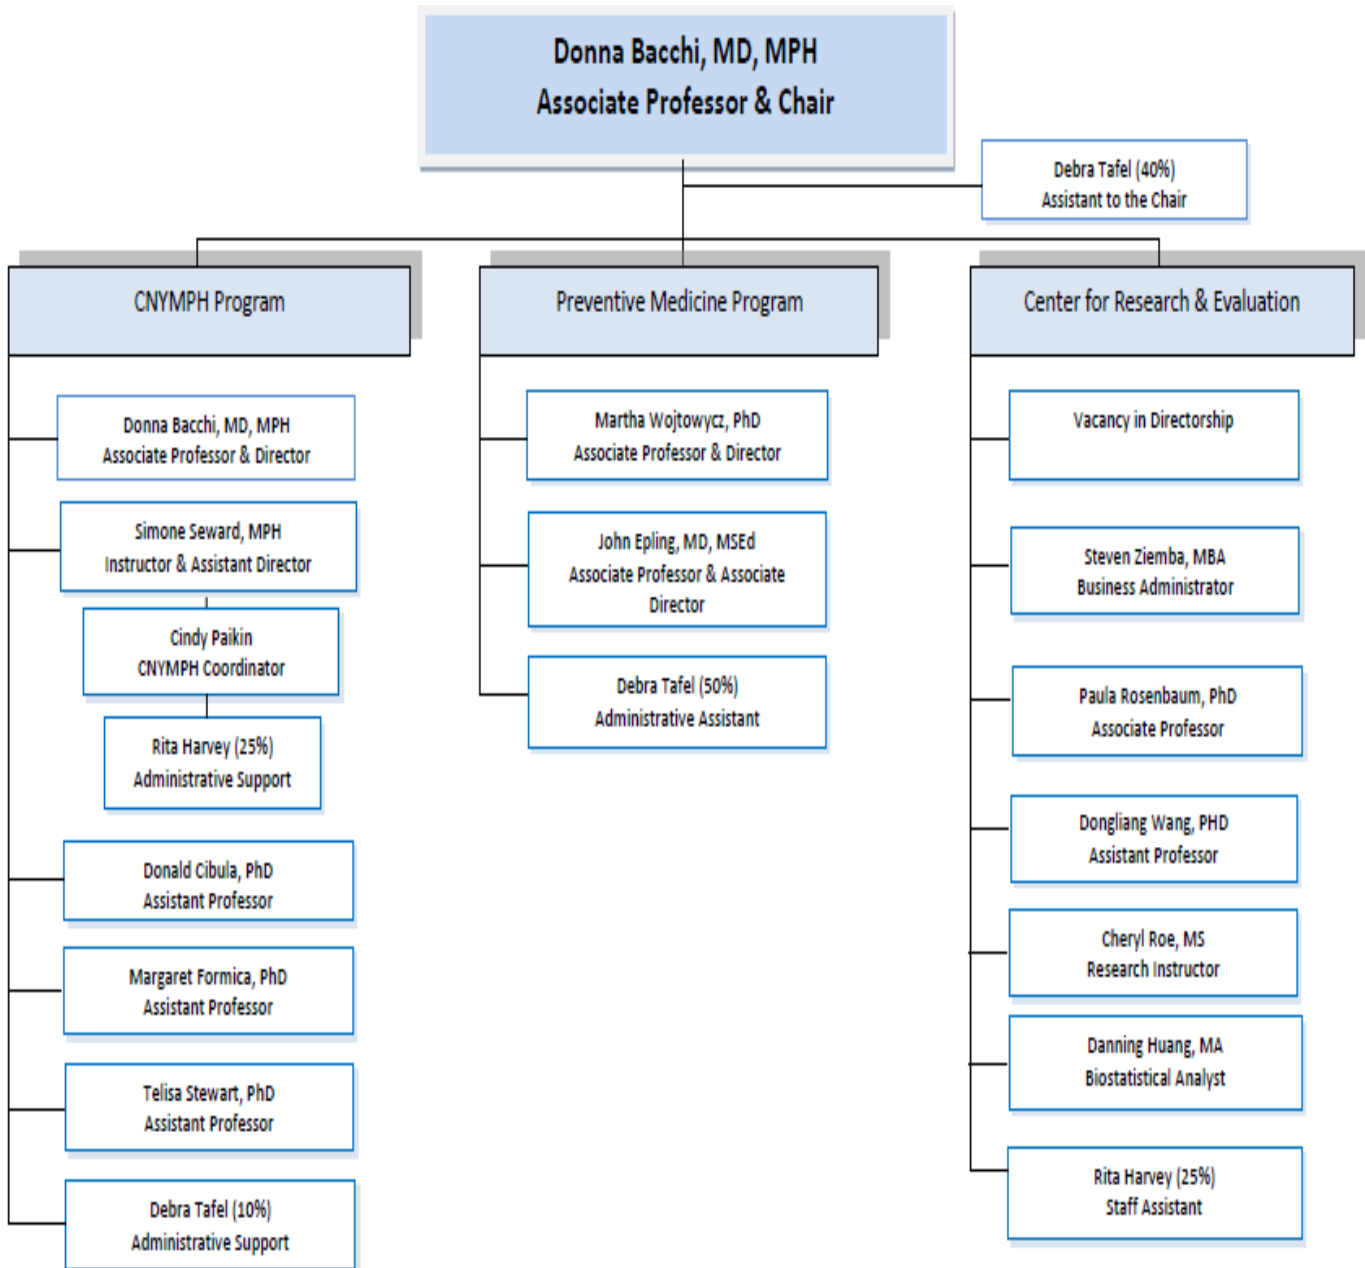 Donna Bacchi, MD, MPH
Associate Professor & Chair
Debra Tafel (40%)
Assistant to the Chair
CNYMPH Program
Donna Bacchi, MD, MPH
Associate Professor & Director
Simone Seward, MPH
Instructor & Assistant Director
Cindy Paikin
CNYMPH Coordinator
Rita Harvey (25%)
Administrative Support
Donald Cibula, PhD
Assistant Professor
Margaret Formica, PhD
Assistant Professor
Telisa Stewart, PhD
Assistant Professor
Debra Tafel (10%)
Administrative Support
Preventive Medicine Program
Martha Wojtowycz, PhD
Associate Professor & Director
John Epling, MD, MSEd
Associate Professor & Associate
Director
Debra Tafel (50%)
Administrative Assistant
Center for Research & Evaluation
Vacancy in Directorship
Steven Ziemba, MBA
Business Administrator
Paula Rosenbaum, PhD
Associate Professor
Dongliang Wang, PHD
Assistant Professor
Cheryl Roe, MS
Research Instructor
Danning Huang, MA
Biostatistical Analyst
Rita Harvey (25%)
Staff Assistant